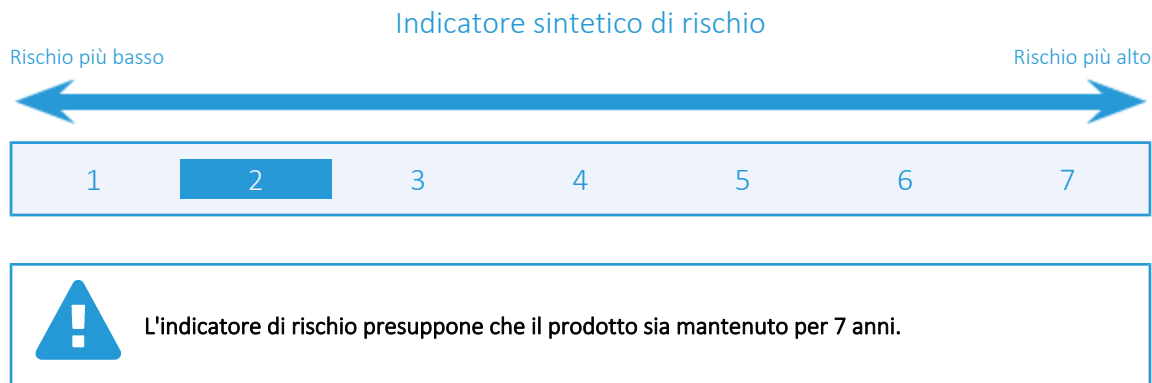 Indicatore sintetico di rischio
Rischio più basso Rischio più alto
1 2 3 4 5 6 7
L'indicatore di rischio presuppone che il prodotto sia mantenuto per 7 anni.